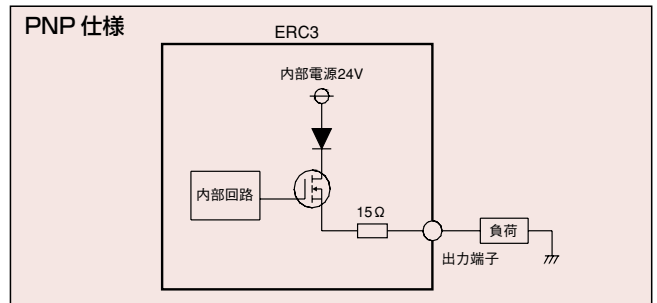 PNP 仕様
ERC3
内部電源24V
内部回路
15Ω
負荷
出力端子